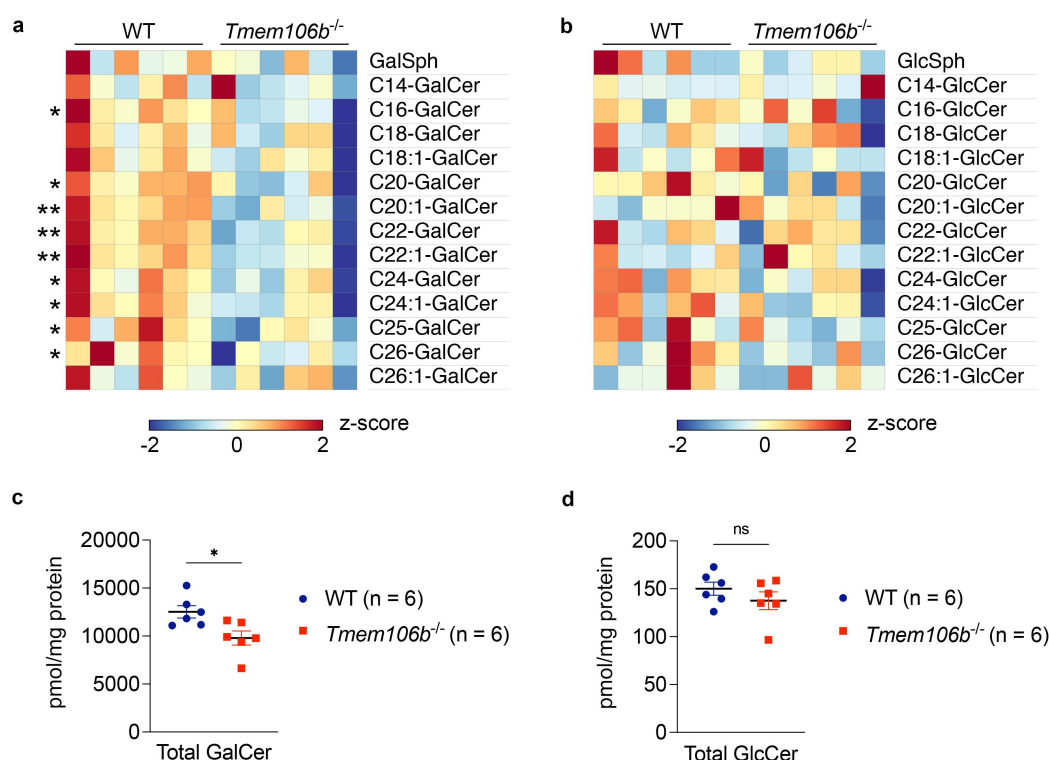 a
WT Tmem106b-/-
GalSph
C14-GalCer
* C16-GalCer
C18-GalCer
C18:1-GalCer
* C20-GalCer
** C20:1-GalCer
** C22-GalCer
** C22:1-GalCer
* C24-GalCer
* C24:1-GalCer
* C25-GalCer
* C26-GalCer
C26:1-GalCer
z-score
-2 0 2
b
WT Tmem106b-/-
GlcSph
C14-GlcCer
C16-GlcCer
C18-GlcCer
C18:1-GlcCer
C20-GlcCer
C20:1-GlcCer
C22-GlcCer
C22:1-GlcCer
C24-GlcCer
C24:1-GlcCer
C25-GlcCer
C26-GlcCer
C26:1-GlcCer
z-score
-2 0 2
c
pmol/mg protein
20000
15000
10000
5000
0
*
Total GalCer
WT (n = 6)
Tmem106b-/- (n = 6)
d
pmol/mg protein
200
150
100
50
0
ns
Total GlcCer
WT (n = 6)
Tmem106b-/- (n = 6)